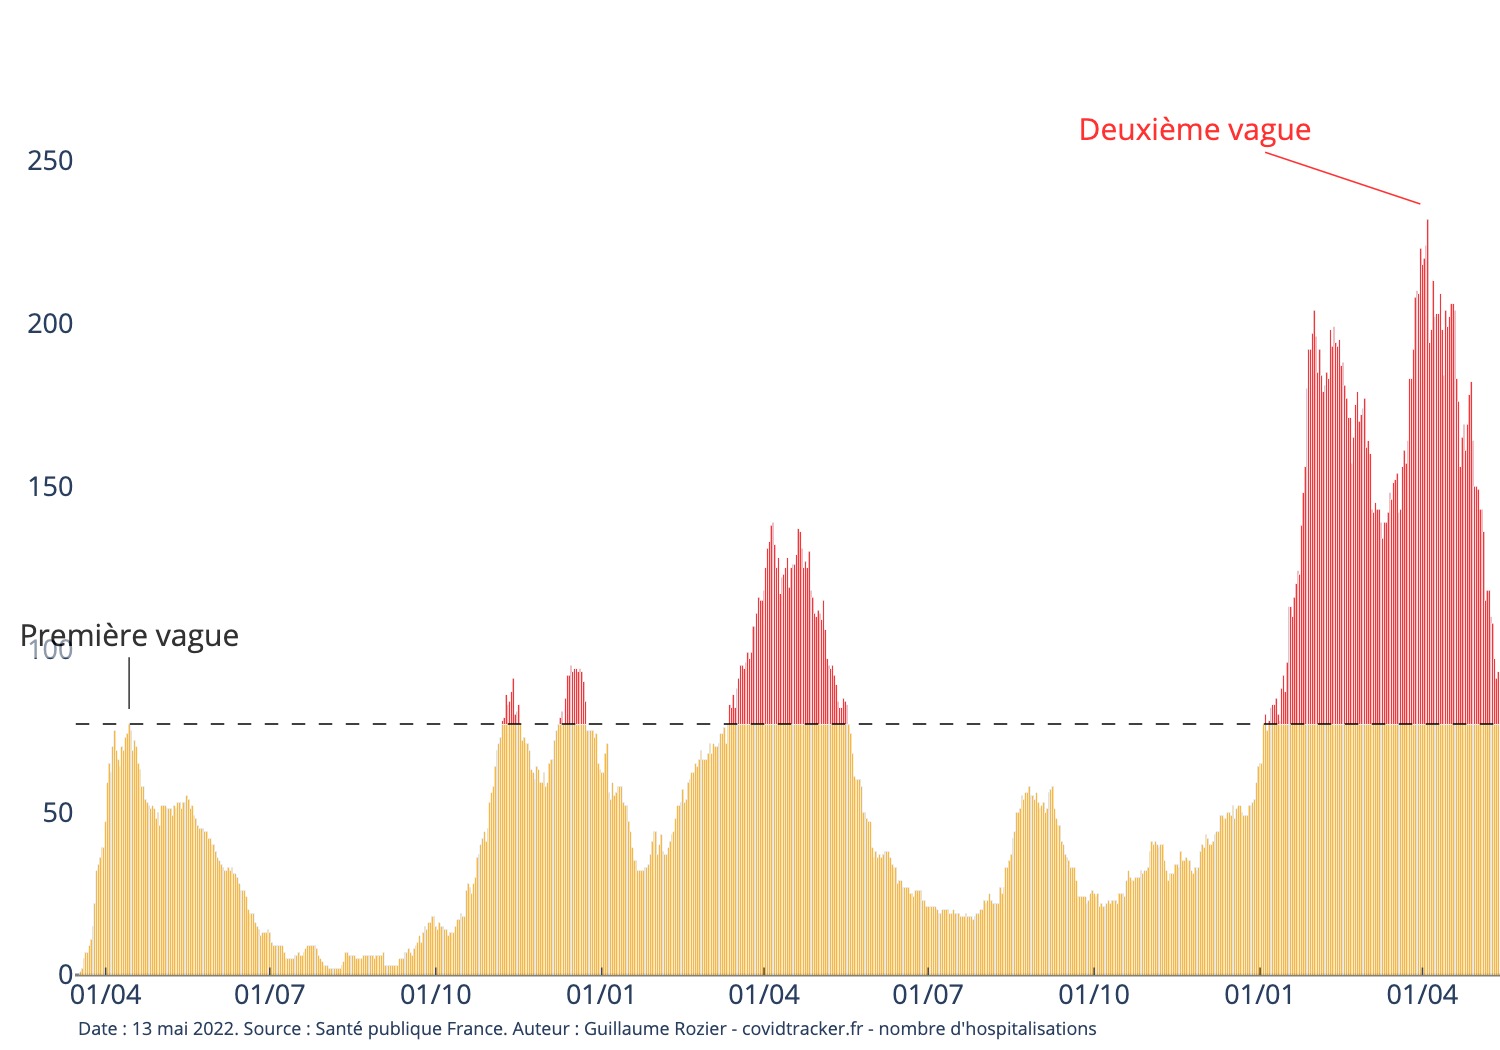 Deuxième vague
250
200
150
Première vague
100
50
0
01/04 01/07 01/10 01/01 01/04 01/07 01/10 01/01 01/04
Date : 13 mai 2022. Source : Santé publique France. Auteur : Guillaume Rozier - covidtracker.fr - nombre d'hospitalisations